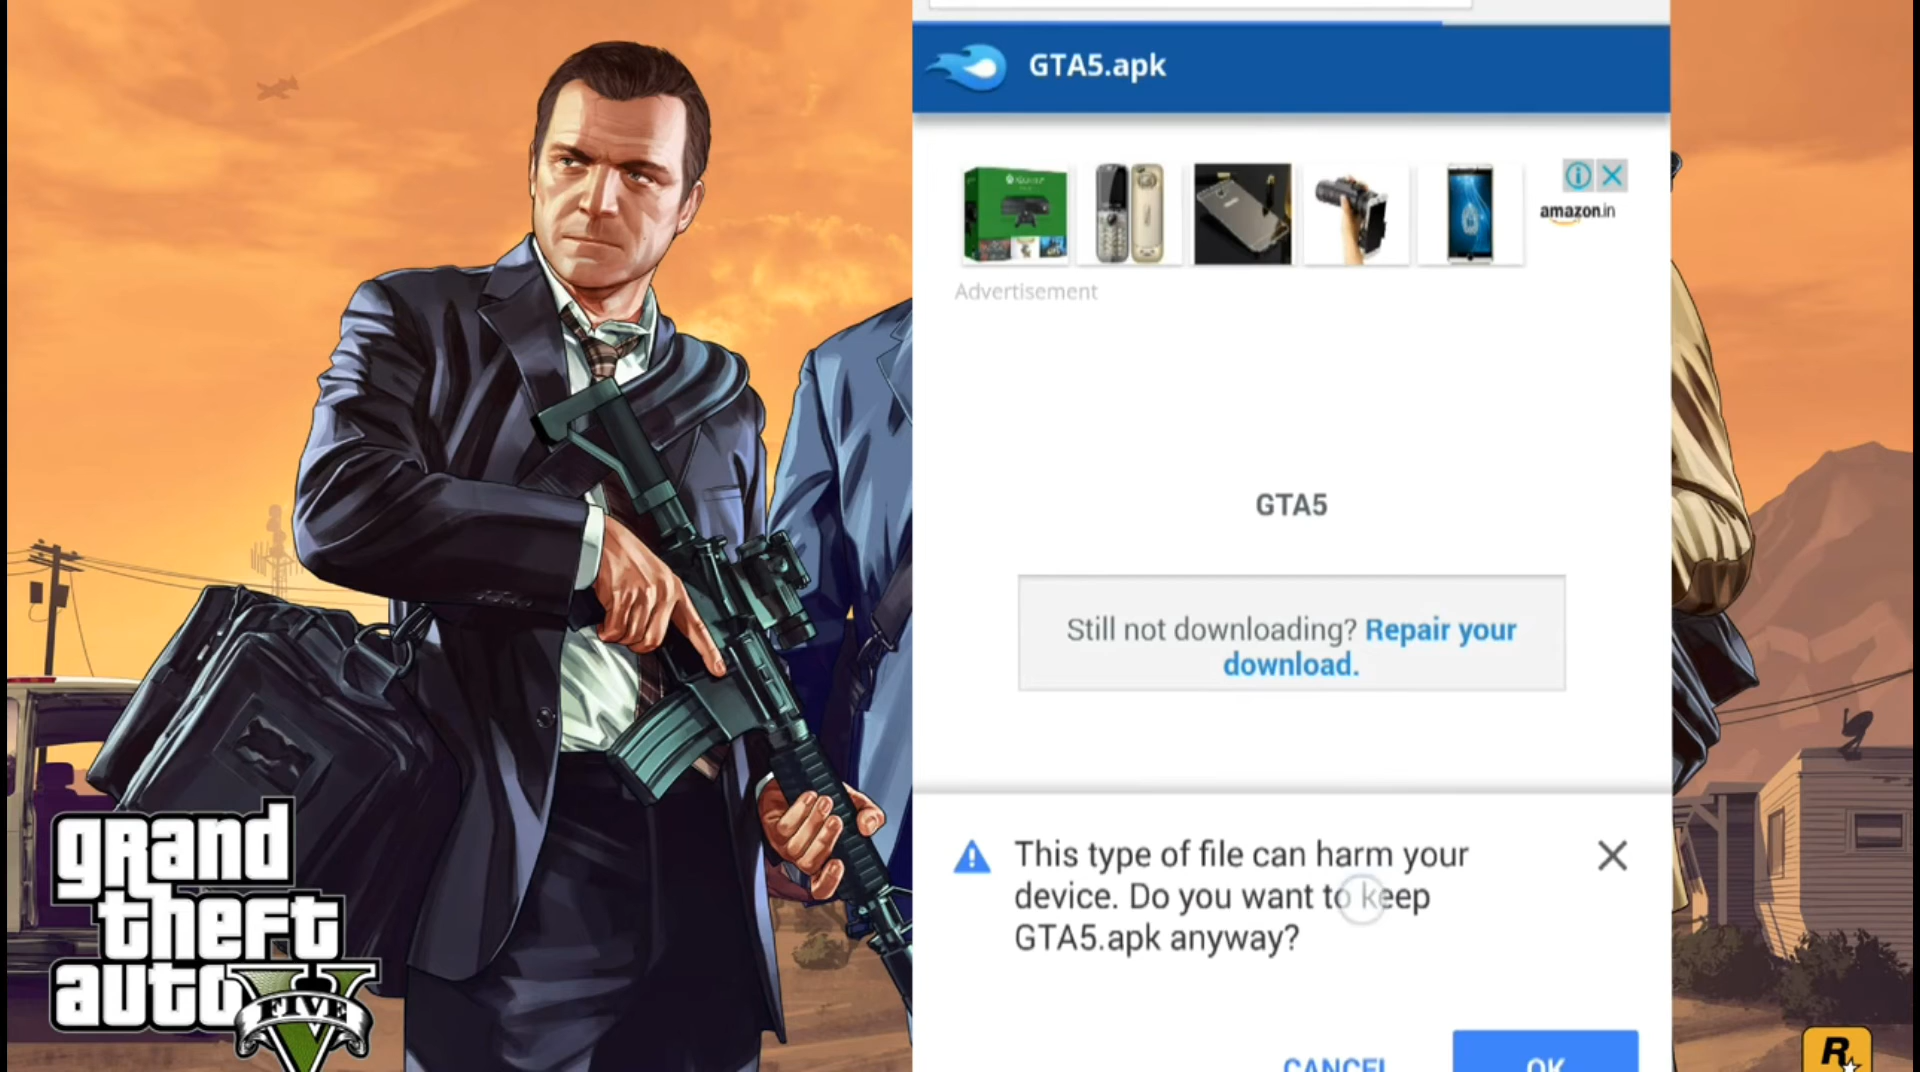 GTA5.apk
amazon.in
Advertisement
GTA5
Still not downloading? Repair your
download.
This type of file can harm your
device. Do you want to keep
GTA5.apk anyway?
CANCEL
OK
grand
theft
auto
V
FIVE
R